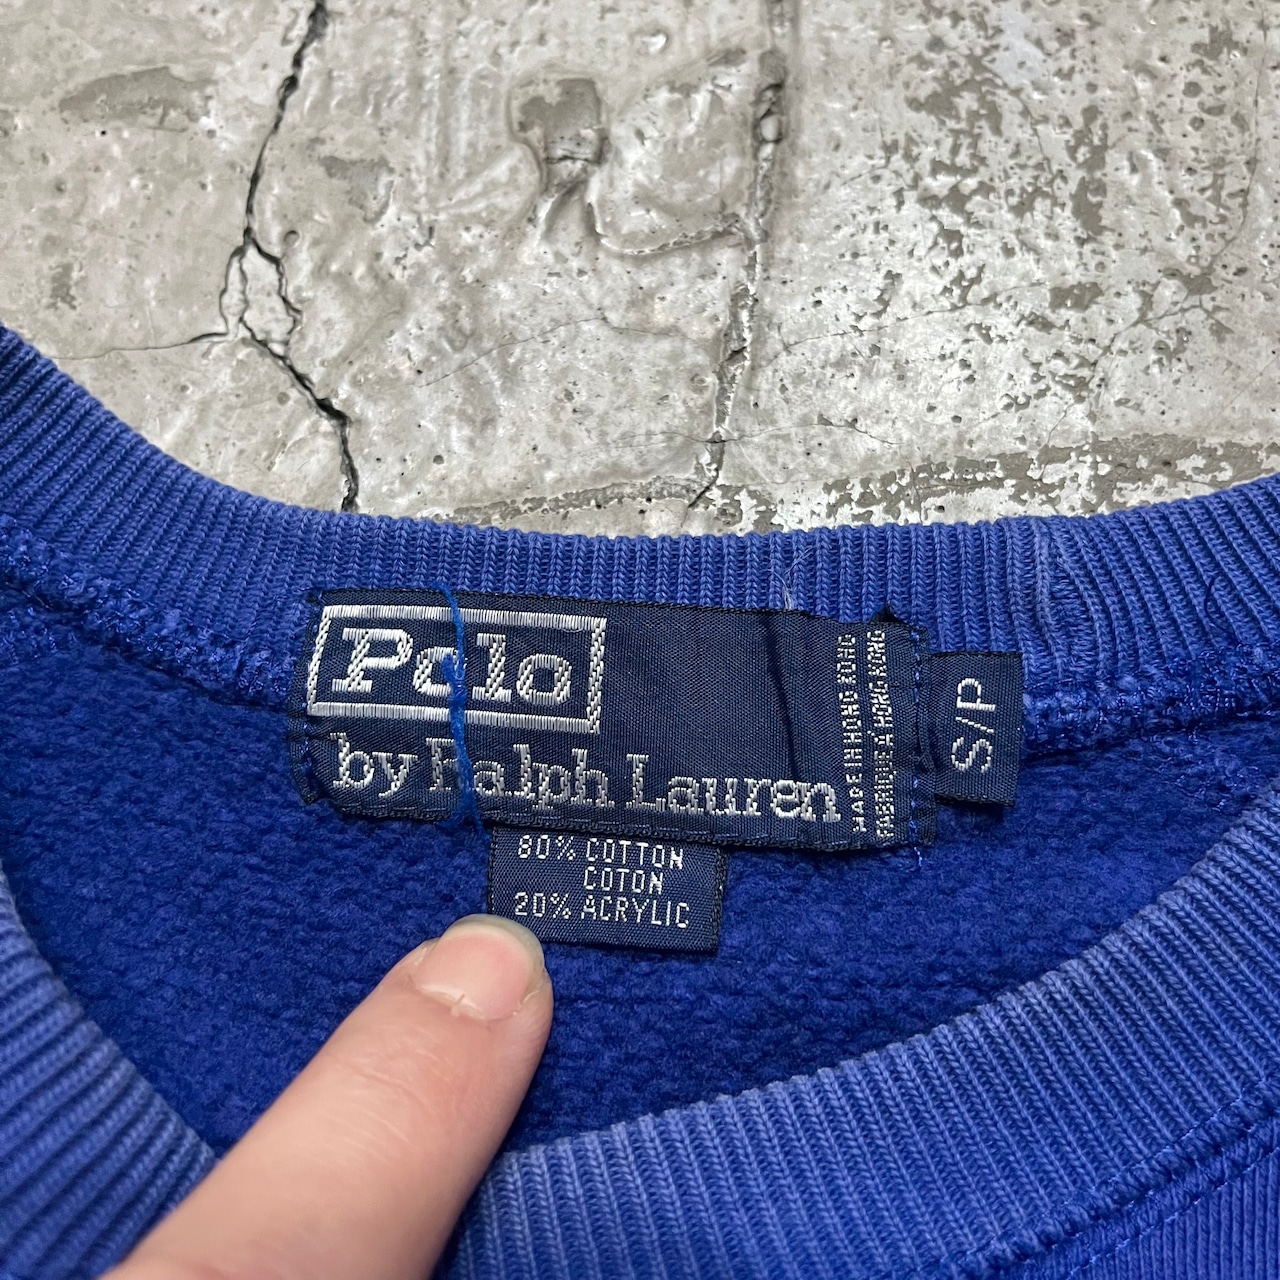 Polo
by Ralph Lauren
MADE IN HONG KONG
FABRIQUE A HONG KONG
S/P
80% COTTON
COTON
20% ACRYLIC